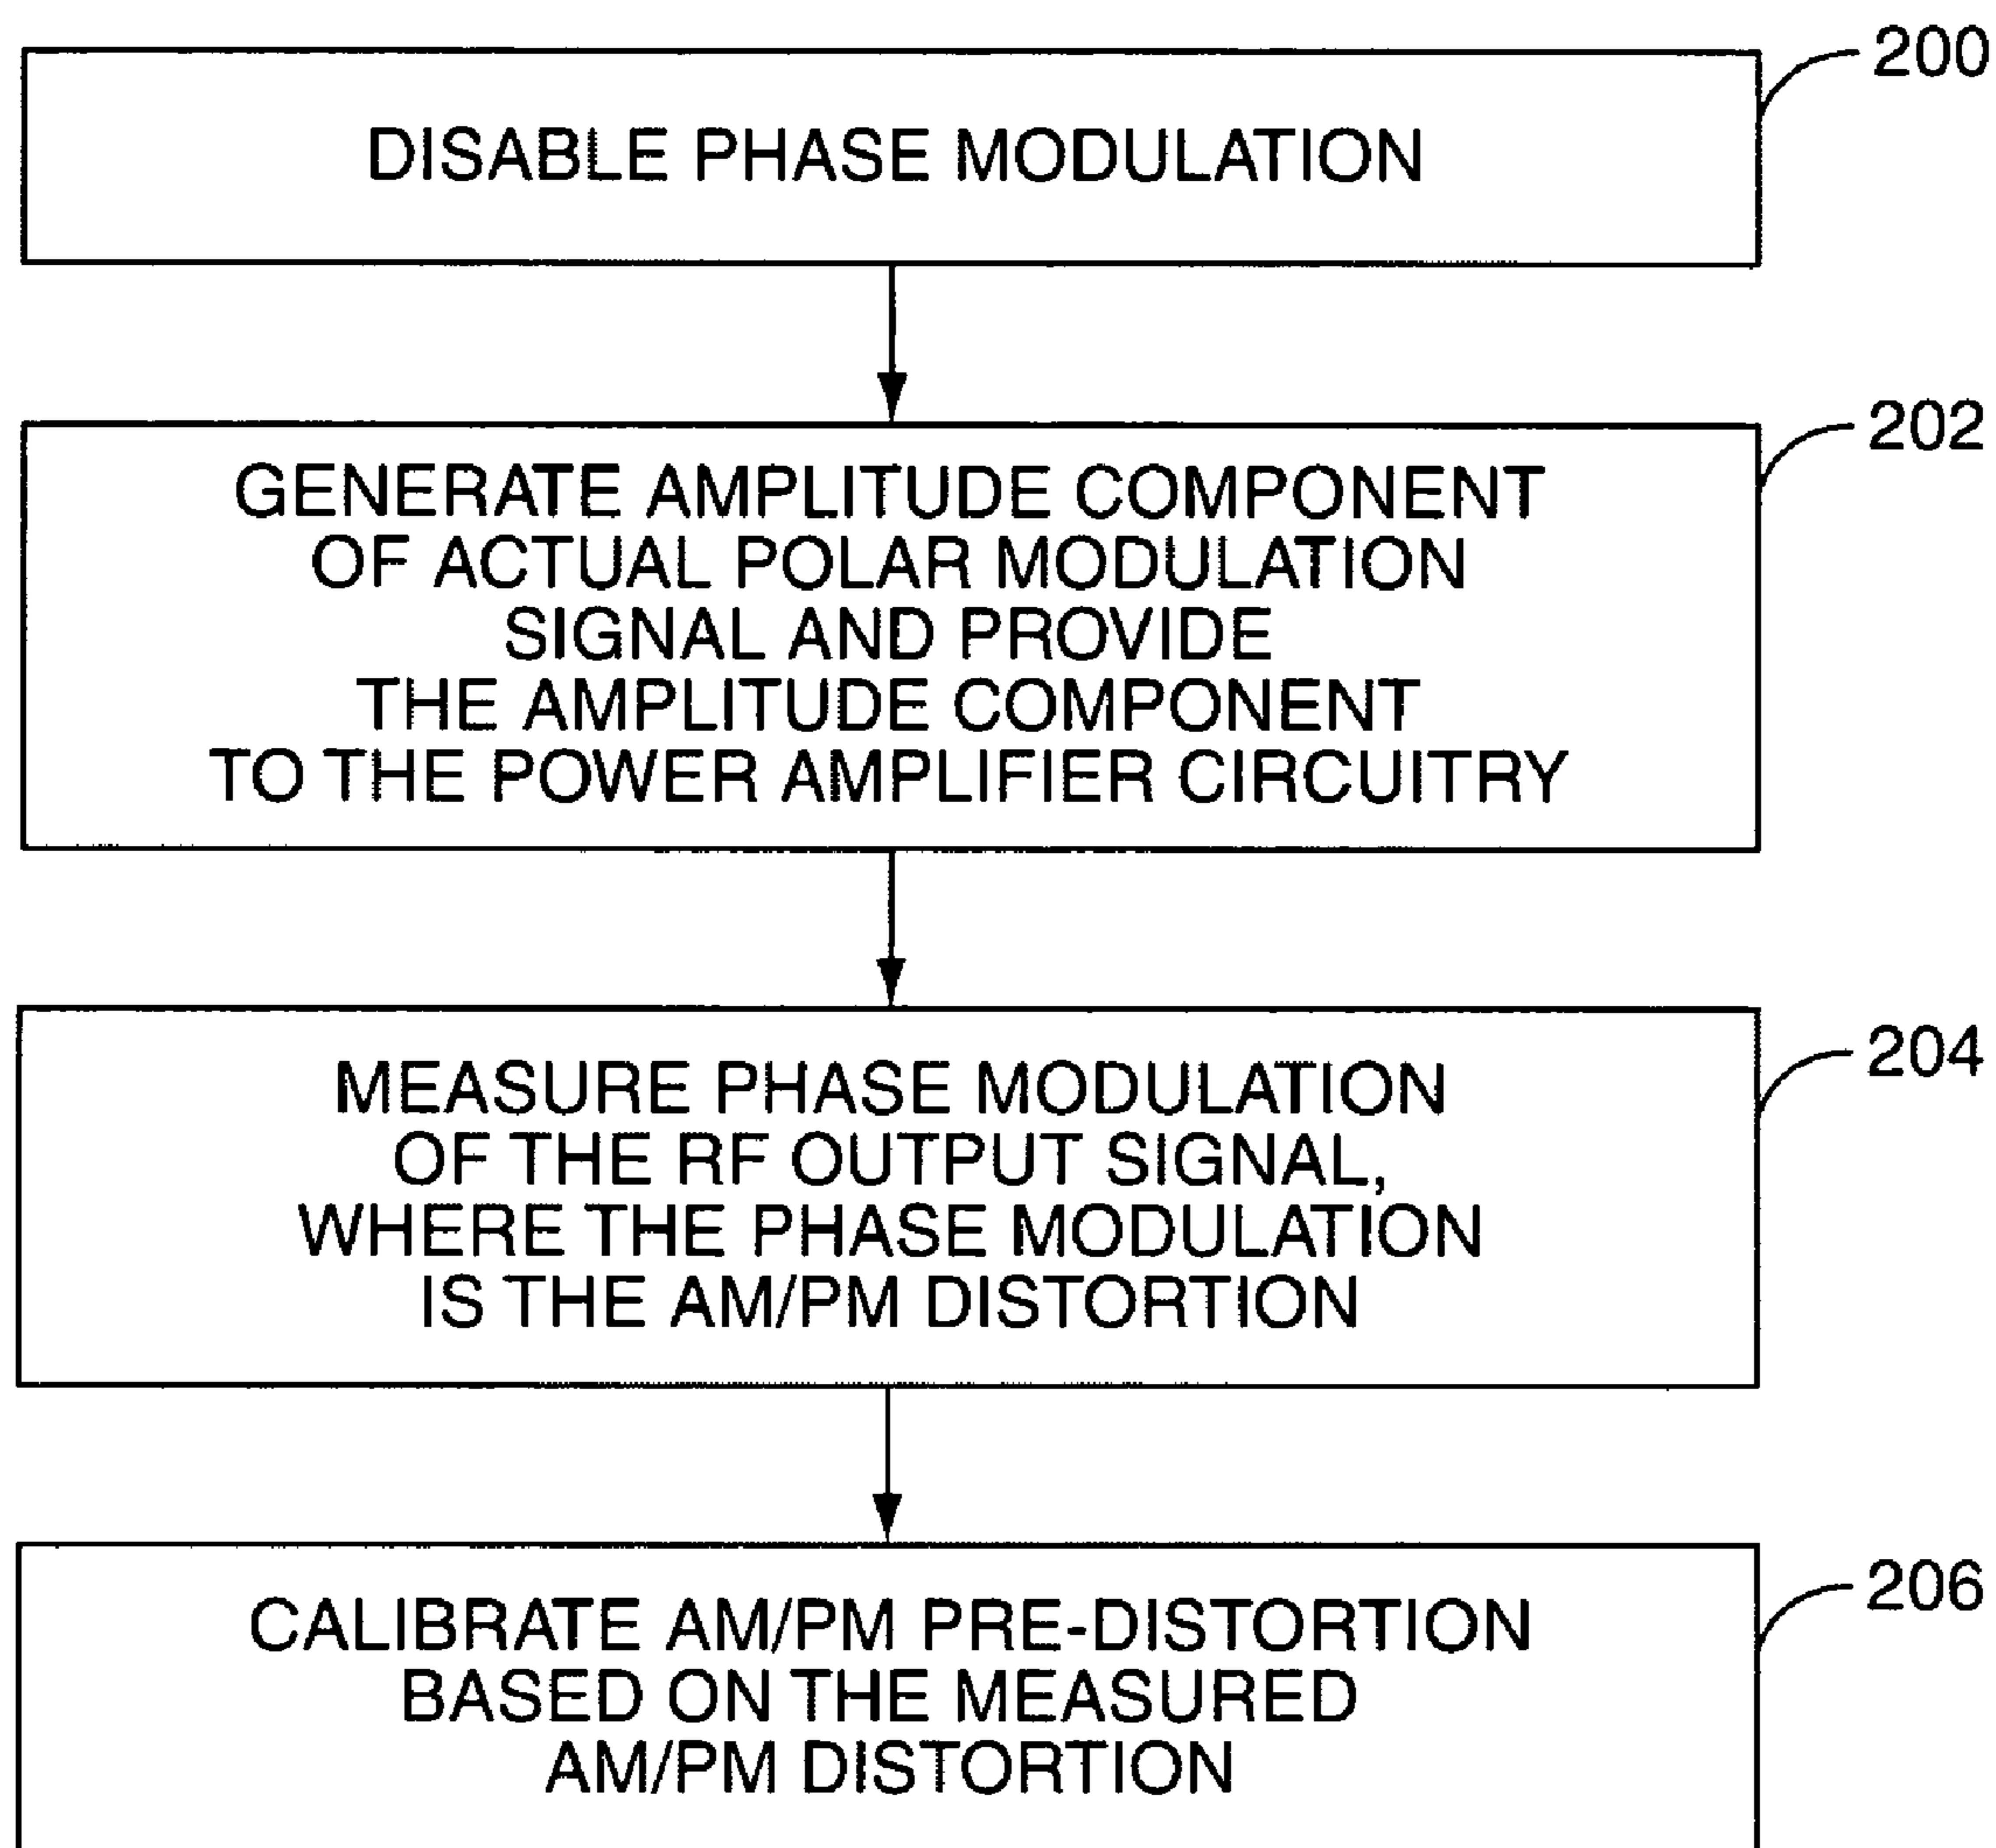 200
DISABLE PHASE MODULATION
202
GENERATE AMPLITUDE COMPONENT
OF ACTUAL POLAR MODULATION
SIGNAL AND PROVIDE
THE AMPLITUDE COMPONENT
TO THE POWER AMPLIFIER CIRCUITRY
204
MEASURE PHASE MODULATION
OF THE RF OUTPUT SIGNAL,
WHERE THE PHASE MODULATION
IS THE AM/PM DISTORTION
206
CALIBRATE AM/PM PRE-DISTORTION
BASED ON THE MEASURED
AM/PM DISTORTION